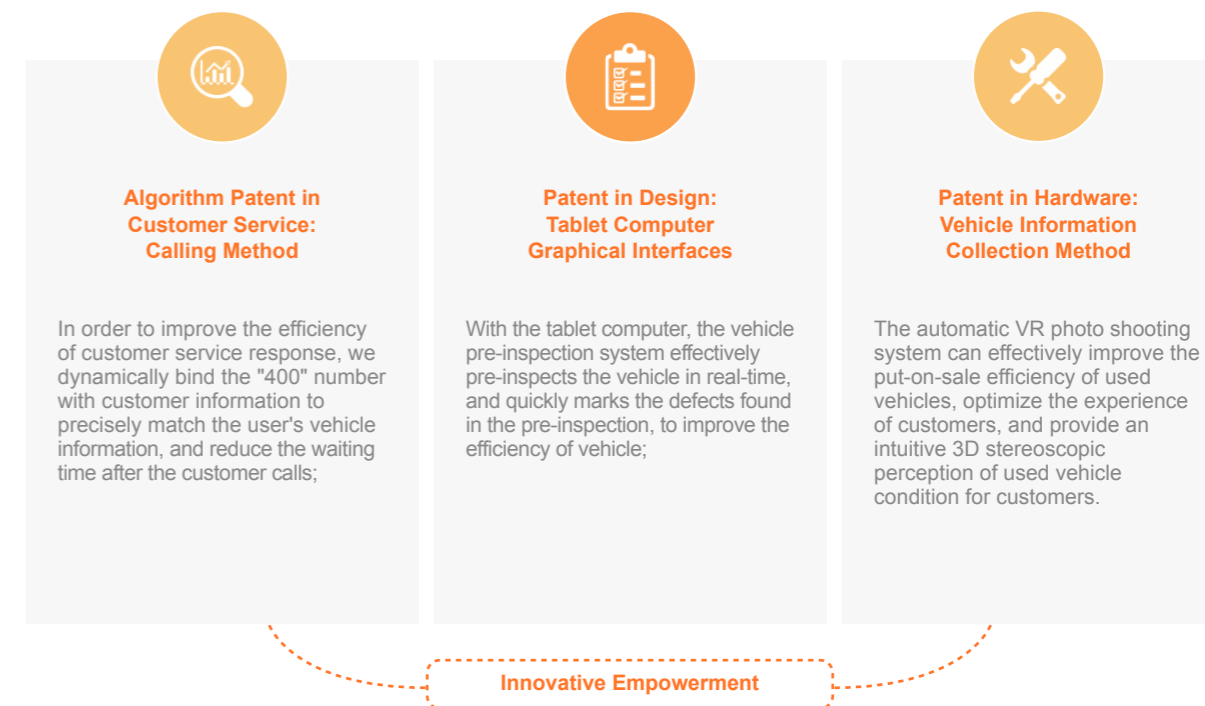 Algorithm Patent in
Customer Service:
Calling Method
In order to improve the efficiency
of customer service response, we
dynamically bind the "400" number
with customer information to
precisely match the user's vehicle
information, and reduce the waiting
time after the customer calls;
Patent in Design:
Tablet Computer
Graphical Interfaces
With the tablet computer, the vehicle
pre-inspection system effectively
pre-inspects the vehicle in real-time,
and quickly marks the defects found
in the pre-inspection, to improve the
efficiency of vehicle;
Patent in Hardware:
Vehicle Information
Collection Method
The automatic VR photo shooting
system can effectively improve the
put-on-sale efficiency of used
vehicles, optimize the experience
of customers, and provide an
intuitive 3D stereoscopic
perception of used vehicle
condition for customers.
Innovative Empowerment